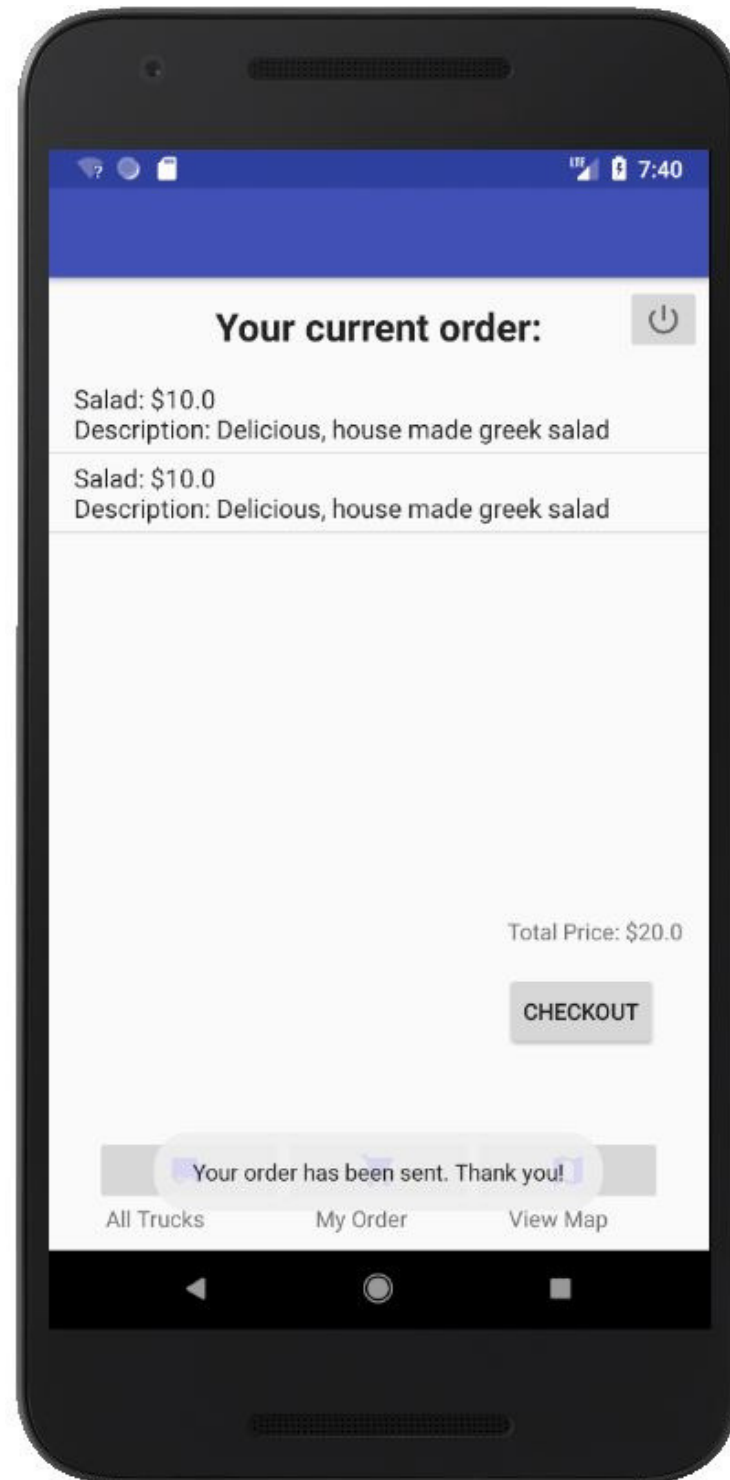 LTE 7:40
Your current order:
Salad: $10.0
Description: Delicious, house made greek salad
Salad: $10.0
Description: Delicious, house made greek salad
Total Price: $20.0
CHECKOUT
Your order has been sent. Thank you!
All Trucks My Order View Map